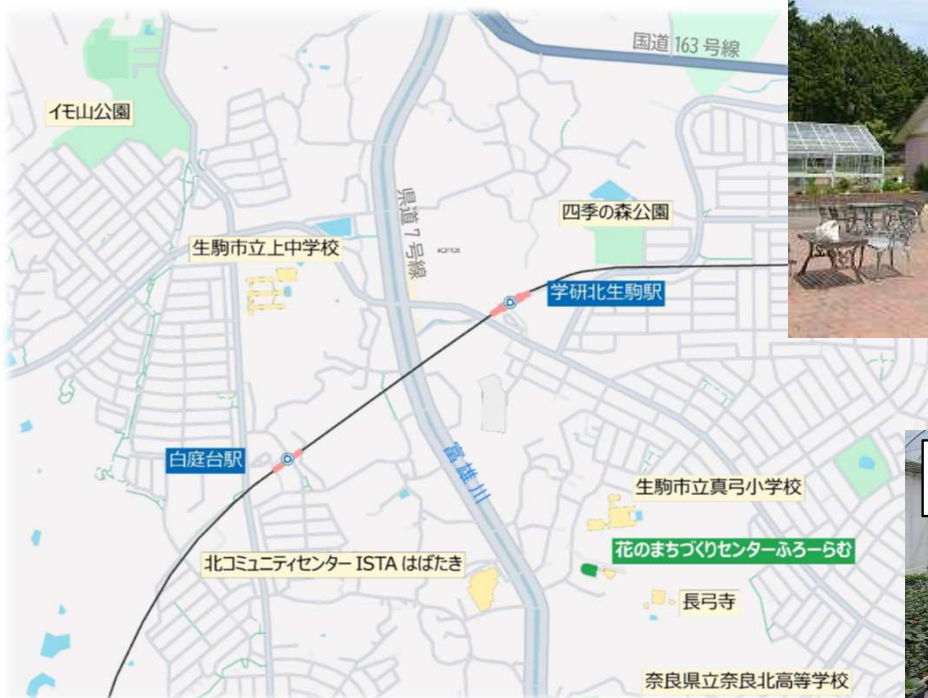 国道 163 号線
イモ山公園
県道 7 号線
四季の森公園
生駒市立上中学校
学研北生駒駅
白庭台駅
富雄川
生駒市立真弓小学校
花のまちづくりセンターふろーらむ
北コミュニティセンター ISTA はばたき
長弓寺
奈良県立奈良北高等学校